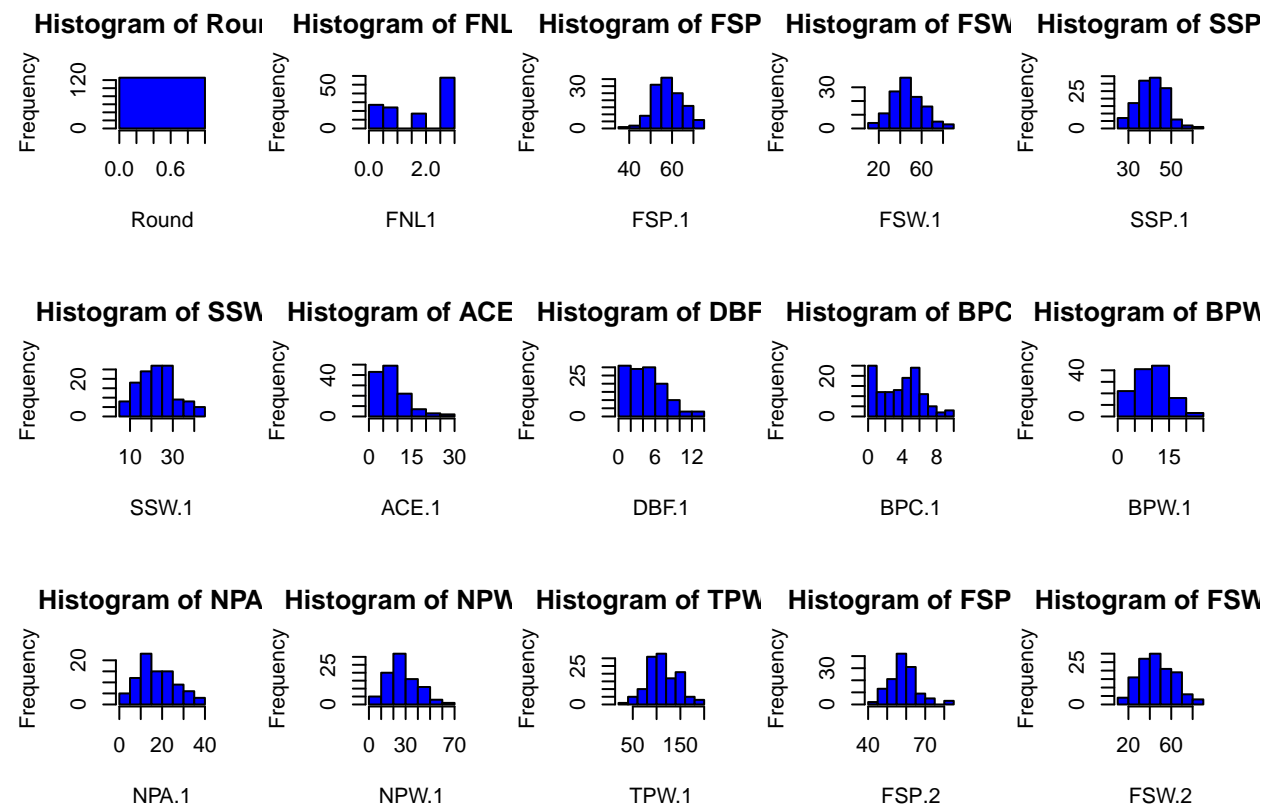 Histogram of Rour
Histogram of FNL
Histogram of FSP
Histogram of FSW
Histogram of SSP
Frequency
0 120
0.0 0.6
Round
Frequency
0 50
0.0 2.0
FNL1
Frequency
0 30
40 60
FSP.1
Frequency
0 30
20 60
FSW.1
Frequency
0 25
30 50
SSP.1
Histogram of SSW
Histogram of ACE
Histogram of DBF
Histogram of BPC
Histogram of BPW
Frequency
0 20
10 30
SSW.1
Frequency
0 40
0 15 30
ACE.1
Frequency
0 25
0 6 12
DBF.1
Frequency
0 20
0 4 8
BPC.1
Frequency
0 40
0 15
BPW.1
Histogram of NPA
Histogram of NPW
Histogram of TPW
Histogram of FSP
Histogram of FSW
Frequency
0 20
0 20 40
NPA.1
Frequency
0 25
0 30 70
NPW.1
Frequency
0 25
50 150
TPW.1
Frequency
0 30
40 70
FSP.2
Frequency
0 25
20 60
FSW.2